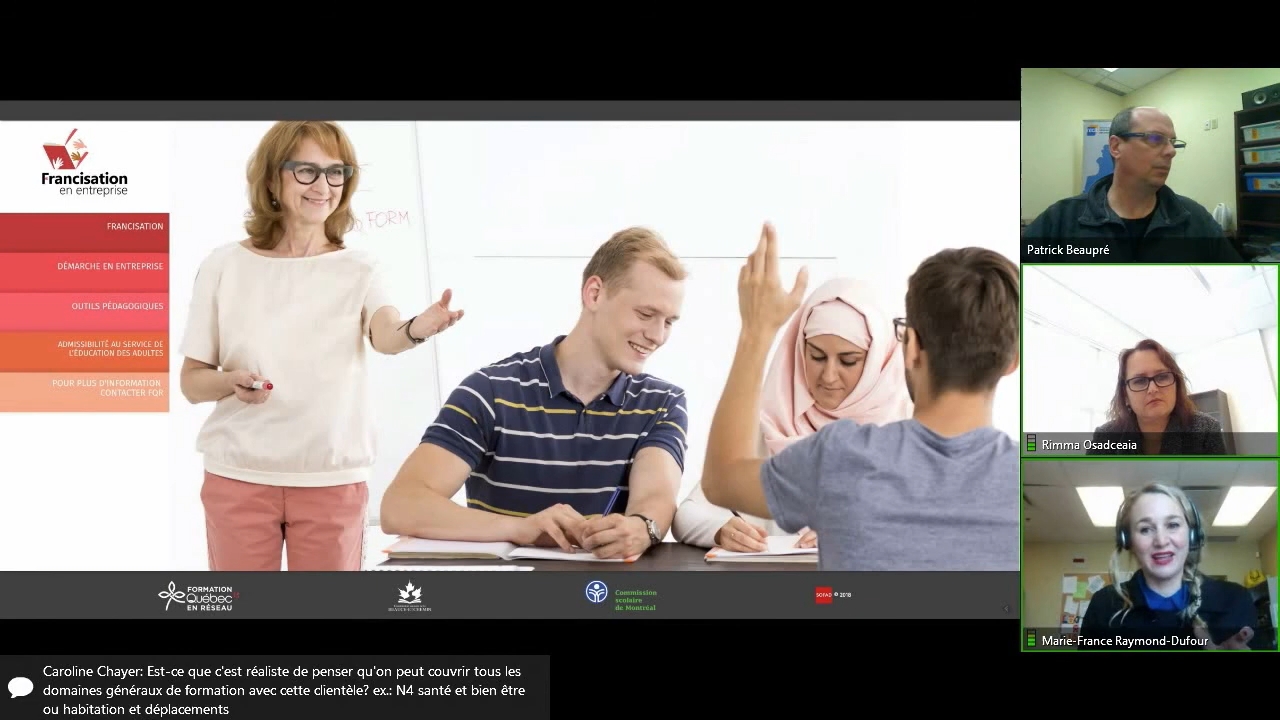 Francisation
en entreprise
FRANCISATION
DÉMARCHE EN ENTREPRISE
OUTILS PÉDAGOGIQUES
ADMISSIBILITÉ AU SERVICE DE
L'ÉDUCATION DES ADULTES
POUR PLUS D'INFORMATION
CONTACTER FQR
FORM
FORMATION
Québec
EN RÉSEAU
Commission
scolaire
de Montréal
SOFAD © 2018
Patrick Beaupré
Rimma Osadceaia
Marie-France Raymond-Dufour
Caroline Chayer: Est-ce que c'est réaliste de penser qu'on peut couvrir tous les
domaines généraux de formation avec cette clientèle? ex.: N4 santé et bien être
ou habitation et déplacements